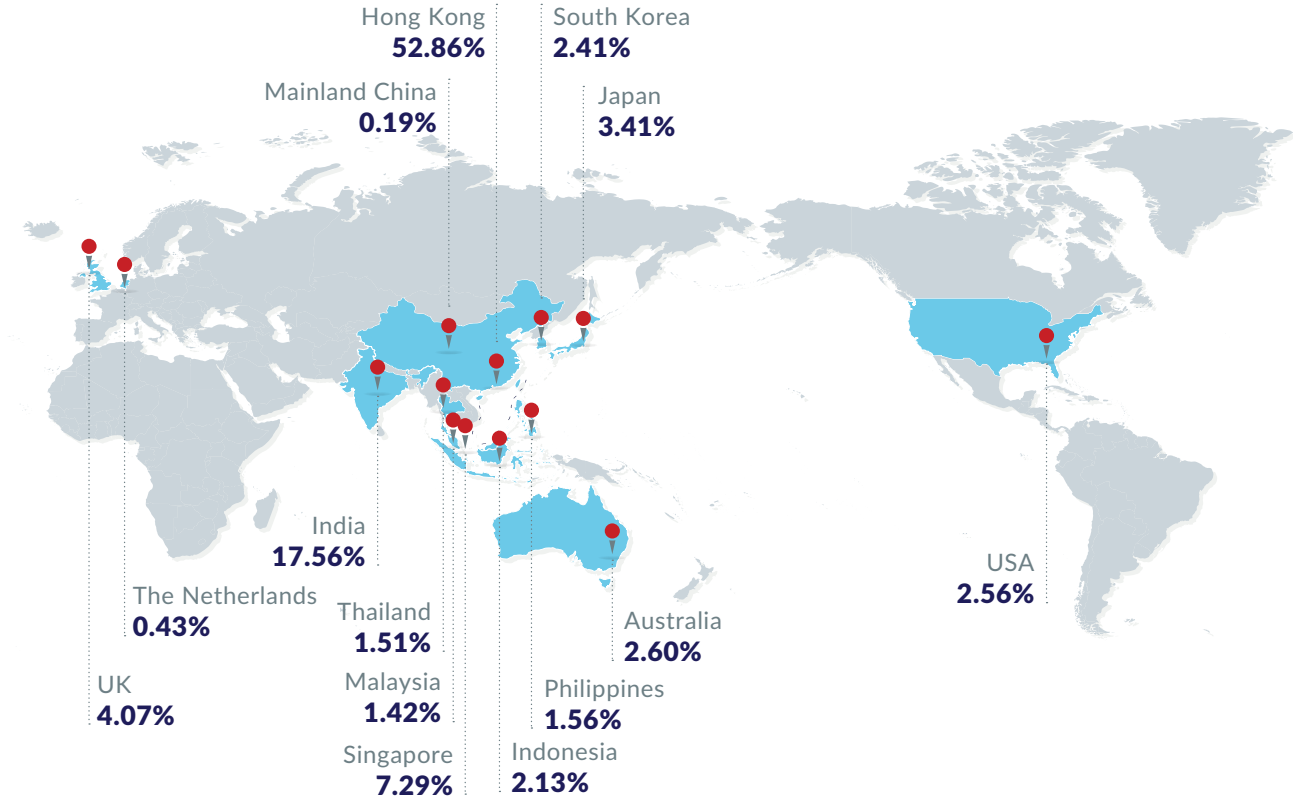 Hong Kong
52.86%
South Korea
2.41%
Mainland China
0.19%
Japan
3.41%
India
17.56%
USA
2.56%
The Netherlands
0.43%
Thailand
1.51%
Australia
2.60%
UK
4.07%
Malaysia
1.42%
Philippines
1.56%
Singapore
7.29%
Indonesia
2.13%